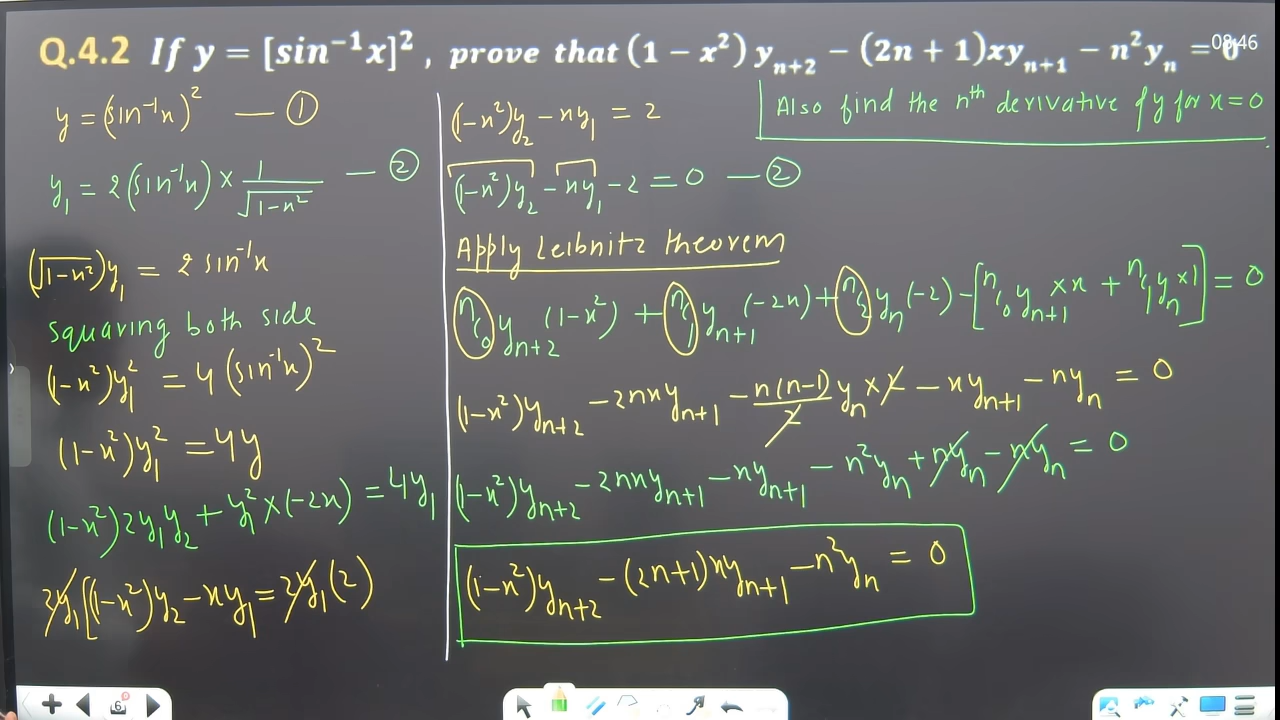 Q.4.2 If y = [sin⁻¹x]², prove that (1 − x²) yₙ₊₂ − (2n + 1)xyₙ₊₁ − n²yₙ = 0
08:46
Also find the nᵗʰ derivative of y for x=0
y = (sin⁻¹x)² — ①
y₁ = 2(sin⁻¹x) × 1/√(1−x²) — ②
(√(1−x²))y₁ = 2 sin⁻¹x
squaring both side
(1−x²)y₁² = 4 (sin⁻¹x)²
(1−x²)y₁² = 4y
(1−x²)2y₁y₂ + y₁² × (−2x) = 4y₁
2y₁[(1−x²)y₂ − xy₁ = 2y₁(2)
(1−x²)y₂ − xy₁ = 2
(1−x²)y₂ − xy₁ − 2 = 0 — ②
Apply Leibnitz theorem
ⁿC₀ yₙ₊₂ (1−x²) + ⁿC₁ yₙ₊₁ (−2x) + ⁿC₂ yₙ (−2) − [ⁿC₀ yₙ₊₁ × x + ⁿC₁ yₙ × 1] = 0
(1−x²)yₙ₊₂ − 2nxyₙ₊₁ − n(n−1)/2 yₙ × 2 − xyₙ₊₁ − nyₙ = 0
(1−x²)yₙ₊₂ − 2nxyₙ₊₁ − xyₙ₊₁ − n²yₙ + nyₙ − nyₙ = 0
(1−x²)yₙ₊₂ − (2n+1)xyₙ₊₁ − n²yₙ = 0
6